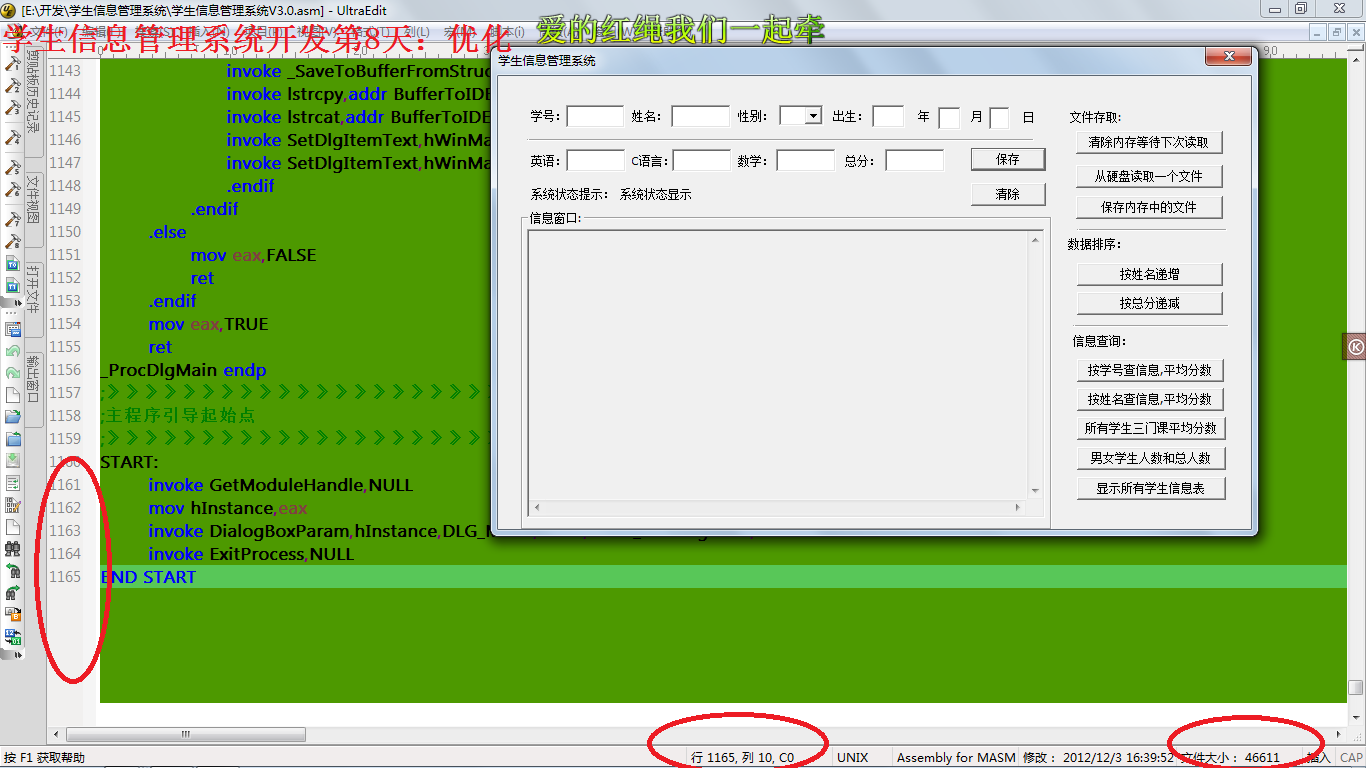 [E:\开发\学生信息管理系统\学生信息管理系统V3.0.asm] - UltraEdit
学生信息管理系统开发第8天：优化
爱的红绳我们一起牵
剪贴板历史记录
文件视图
打开文件
输出窗口
1143 invoke _SaveToBufferFromStruc
1144 invoke lstrcpy,addr BufferToIDE
1145 invoke lstrcat,addr BufferToIDE
1146 invoke SetDlgItemText,hWinMa
1147 invoke SetDlgItemText,hWinMa
1148 .endif
1149 .endif
1150 .else
1151 mov eax,FALSE
1152 ret
1153 .endif
1154 mov eax,TRUE
1155 ret
1156 _ProcDlgMain endp
1157 ;》》》》》》》》》》》》》》》》》》
1158 ;主程序引导起始点
1159 ;》》》》》》》》》》》》》》》》》》
1160 START:
1161 invoke GetModuleHandle,NULL
1162 mov hInstance,eax
1163 invoke DialogBoxParam,hInstance,DLG_
1164 invoke ExitProcess,NULL
1165 END START
学生信息管理系统
学号: 姓名: 性别: 出生: 年 月 日
英语: C语言: 数学: 总分: 保存
系统状态提示: 系统状态显示 清除
信息窗口:
文件存取:
清除内存等待下次读取
从硬盘读取一个文件
保存内存中的文件
数据排序:
按姓名递增
按总分递减
信息查询:
按学号查信息,平均分数
按姓名查信息,平均分数
所有学生三门课平均分数
男女学生人数和总人数
显示所有学生信息表
按 F1 获取帮助 行 1165, 列 10, C0 UNIX Assembly for MASM 修改: 2012/12/3 16:39:52 文件大小: 46611 插入 CAP